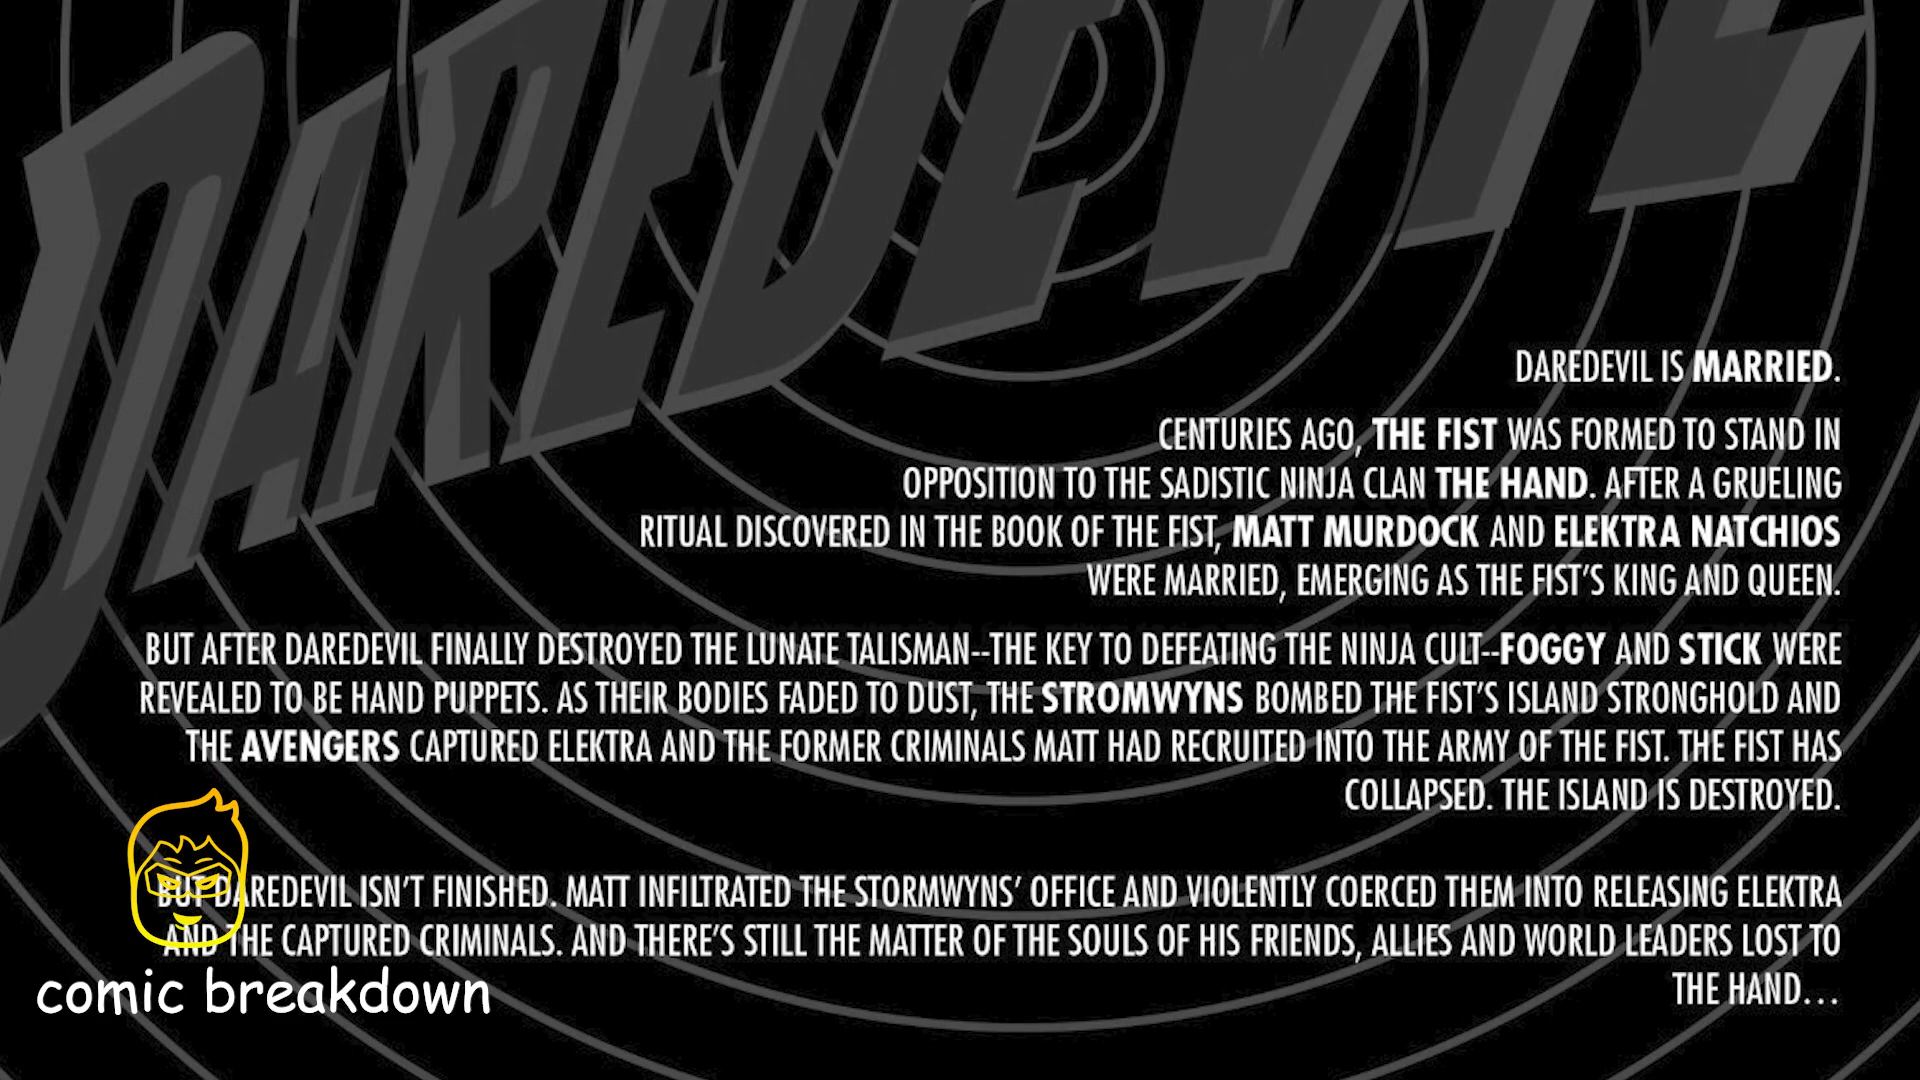 DAREDEVIL
DAREDEVIL IS MARRIED.
CENTURIES AGO, THE FIST WAS FORMED TO STAND IN
OPPOSITION TO THE SADISTIC NINJA CLAN THE HAND. AFTER A GRUELING
RITUAL DISCOVERED IN THE BOOK OF THE FIST, MATT MURDOCK AND ELEKTRA NATCHIOS
WERE MARRIED, EMERGING AS THE FIST'S KING AND QUEEN.
BUT AFTER DAREDEVIL FINALLY DESTROYED THE LUNATE TALISMAN--THE KEY TO DEFEATING THE NINJA CULT--FOGGY AND STICK WERE
REVEALED TO BE HAND PUPPETS. AS THEIR BODIES FADED TO DUST, THE STROMWYNS BOMBED THE FIST'S ISLAND STRONGHOLD AND
THE AVENGERS CAPTURED ELEKTRA AND THE FORMER CRIMINALS MATT HAD RECRUITED INTO THE ARMY OF THE FIST. THE FIST HAS
COLLAPSED. THE ISLAND IS DESTROYED.
BUT DAREDEVIL ISN'T FINISHED. MATT INFILTRATED THE STORMWYNS' OFFICE AND VIOLENTLY COERCED THEM INTO RELEASING ELEKTRA
AND THE CAPTURED CRIMINALS. AND THERE'S STILL THE MATTER OF THE SOULS OF HIS FRIENDS, ALLIES AND WORLD LEADERS LOST TO
THE HAND...
comic breakdown